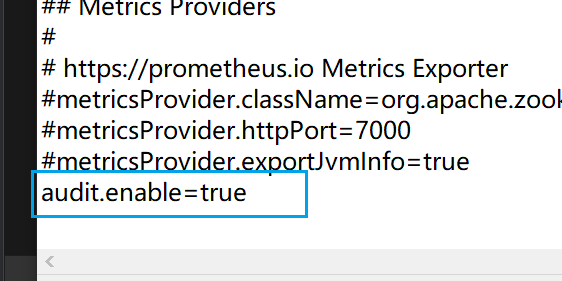 ## Metrics Providers
#
# https://prometheus.io Metrics Exporter
#metricsProvider.className=org.apache.zook
#metricsProvider.httpPort=7000
#metricsProvider.exportJvmInfo=true
audit.enable=true